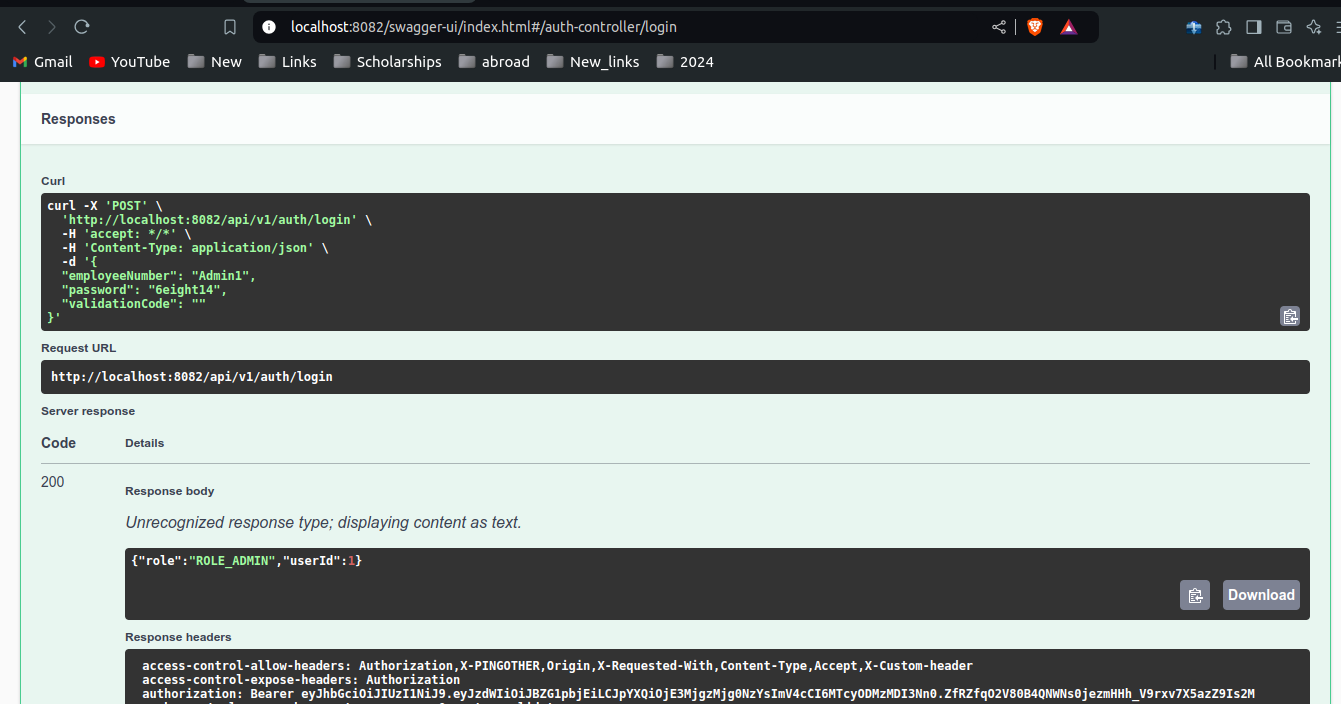 localhost:8082/swagger-ui/index.html#/auth-controller/login
Gmail YouTube New Links Scholarships abroad New_links 2024 All Bookmark
Responses
Curl
curl -X 'POST' \
'http://localhost:8082/api/v1/auth/login' \
-H 'accept: */*' \
-H 'Content-Type: application/json' \
-d '{
"employeeNumber": "Admin1",
"password": "6eight14",
"validationCode": ""
}'
Request URL
http://localhost:8082/api/v1/auth/login
Server response
Code Details
200
Response body
Unrecognized response type; displaying content as text.
{"role":"ROLE_ADMIN","userId":1}
Download
Response headers
access-control-allow-headers: Authorization,X-PINGOTHER,Origin,X-Requested-With,Content-Type,Accept,X-Custom-header
access-control-expose-headers: Authorization
authorization: Bearer eyJhbGciOiJIUzI1NiJ9.eyJzdWIiOiJBZG1pbjEiLCJpYXQiOjE3MjgzMjg0NzYsImV4cCI6MTcyODMzMDI3Nn0.ZfRZfqO2V80B4QNWNs0jezmHHh_V9rxv7X5azZ9Is2M